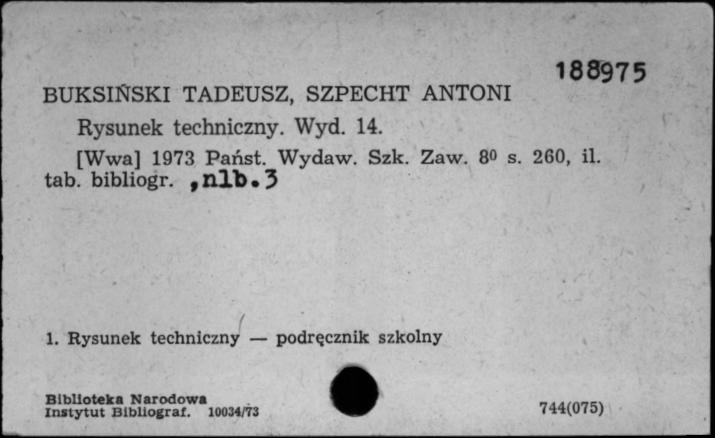 188975
BUKSIŃSKI TADEUSZ, SZPECHT ANTONI
Rysunek techniczny. Wyd. 14.
[Wwa] 1973 Państ. Wydaw. Szk. Zaw. 8⁰ s. 260, il.
tab. bibliogr. ,nlb.3
1. Rysunek techniczny — podręcznik szkolny
Biblioteka Narodowa
Instytut Bibliograf. 10034/73
744(075)